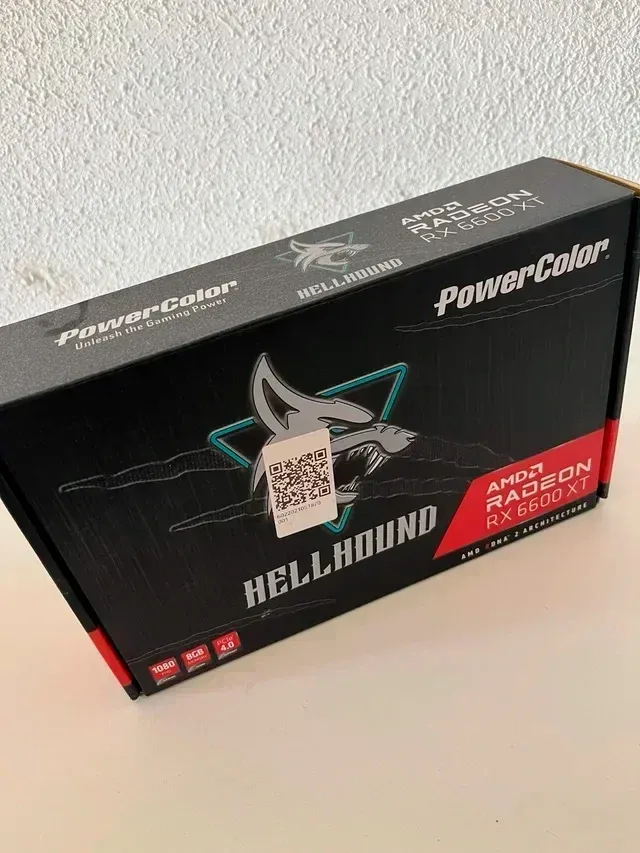 PowerColor
Unleash the Gaming Power
HELLHOUND
AMD
RADEON
RX 6600 XT
PowerColor
HELLHOUND
AMD
RADEON
RX 6600 XT
AMD RDNA 2 ARCHITECTURE
1080
8GB
PCIe
4.0